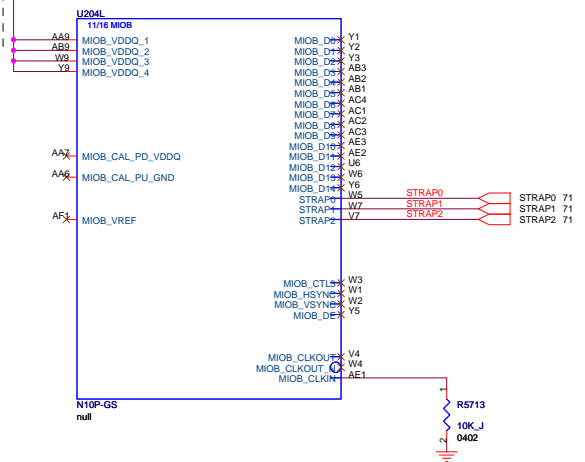 U204L
11/16 MIOB
AA9 MIOB_VDDQ_1
AB9 MIOB_VDDQ_2
W9 MIOB_VDDQ_3
Y9 MIOB_VDDQ_4
AA7 MIOB_CAL_PD_VDDQ
AA6 MIOB_CAL_PU_GND
AF1 MIOB_VREF
MIOB_D0 Y1
MIOB_D1 Y2
MIOB_D2 Y3
MIOB_D3 AB3
MIOB_D4 AB2
MIOB_D5 AB1
MIOB_D6 AC4
MIOB_D7 AC1
MIOB_D8 AC2
MIOB_D9 AC3
MIOB_D10 AE3
MIOB_D11 AE2
MIOB_D12 U6
MIOB_D13 W6
MIOB_D14 Y6
STRAP0 W5 STRAP0 STRAP0 71
STRAP1 W7 STRAP1 STRAP1 71
STRAP2 V7 STRAP2 STRAP2 71
MIOB_CTL3 W3
MIOB_HSYNC W1
MIOB_VSYNC W2
MIOB_DE Y5
MIOB_CLKOUT V4
MIOB_CLKOUT_N W4
MIOB_CLKIN AE1
N10P-GS
null
1
R5713
10K_J
2
0402